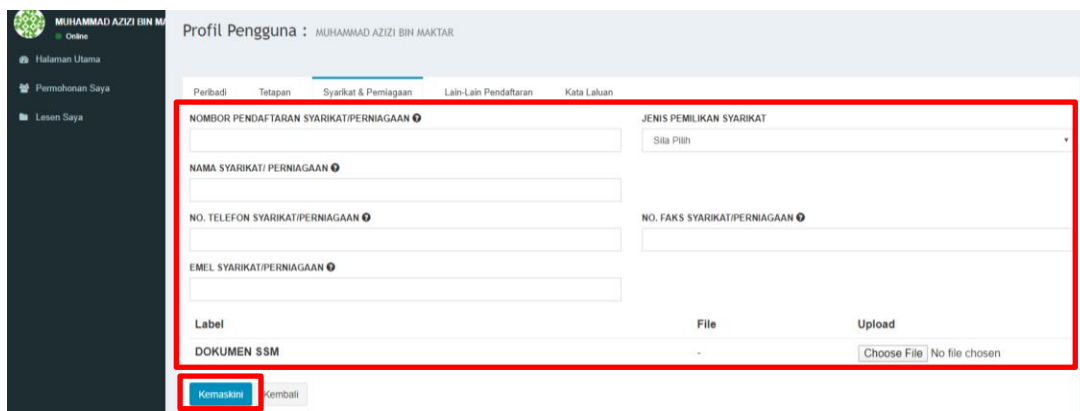 MUHAMMAD AZIZI BIN MA
Online
Halaman Utama
Permohonan Saya
Lesen Saya
Profil Pengguna : MUHAMMAD AZIZI BIN MAKTAR
Peribadi Tetapan Syarikat & Perniagaan Lain-Lain Pendaftaran Kata Laluan
NOMBOR PENDAFTARAN SYARIKAT/PERNIAGAAN JENIS PEMILIKAN SYARIKAT
Sila Pilih
NAMA SYARIKAT/ PERNIAGAAN
NO. TELEFON SYARIKAT/PERNIAGAAN NO. FAKS SYARIKAT/PERNIAGAAN
EMEL SYARIKAT/PERNIAGAAN
Label File Upload
DOKUMEN SSM - Choose File No file chosen
Kemaskini Kembali